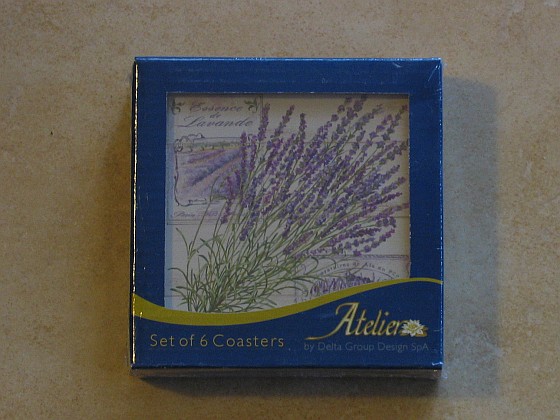 Essence
de
Lavande
Set of 6 Coasters
Atelier
by Delta Group Design SpA